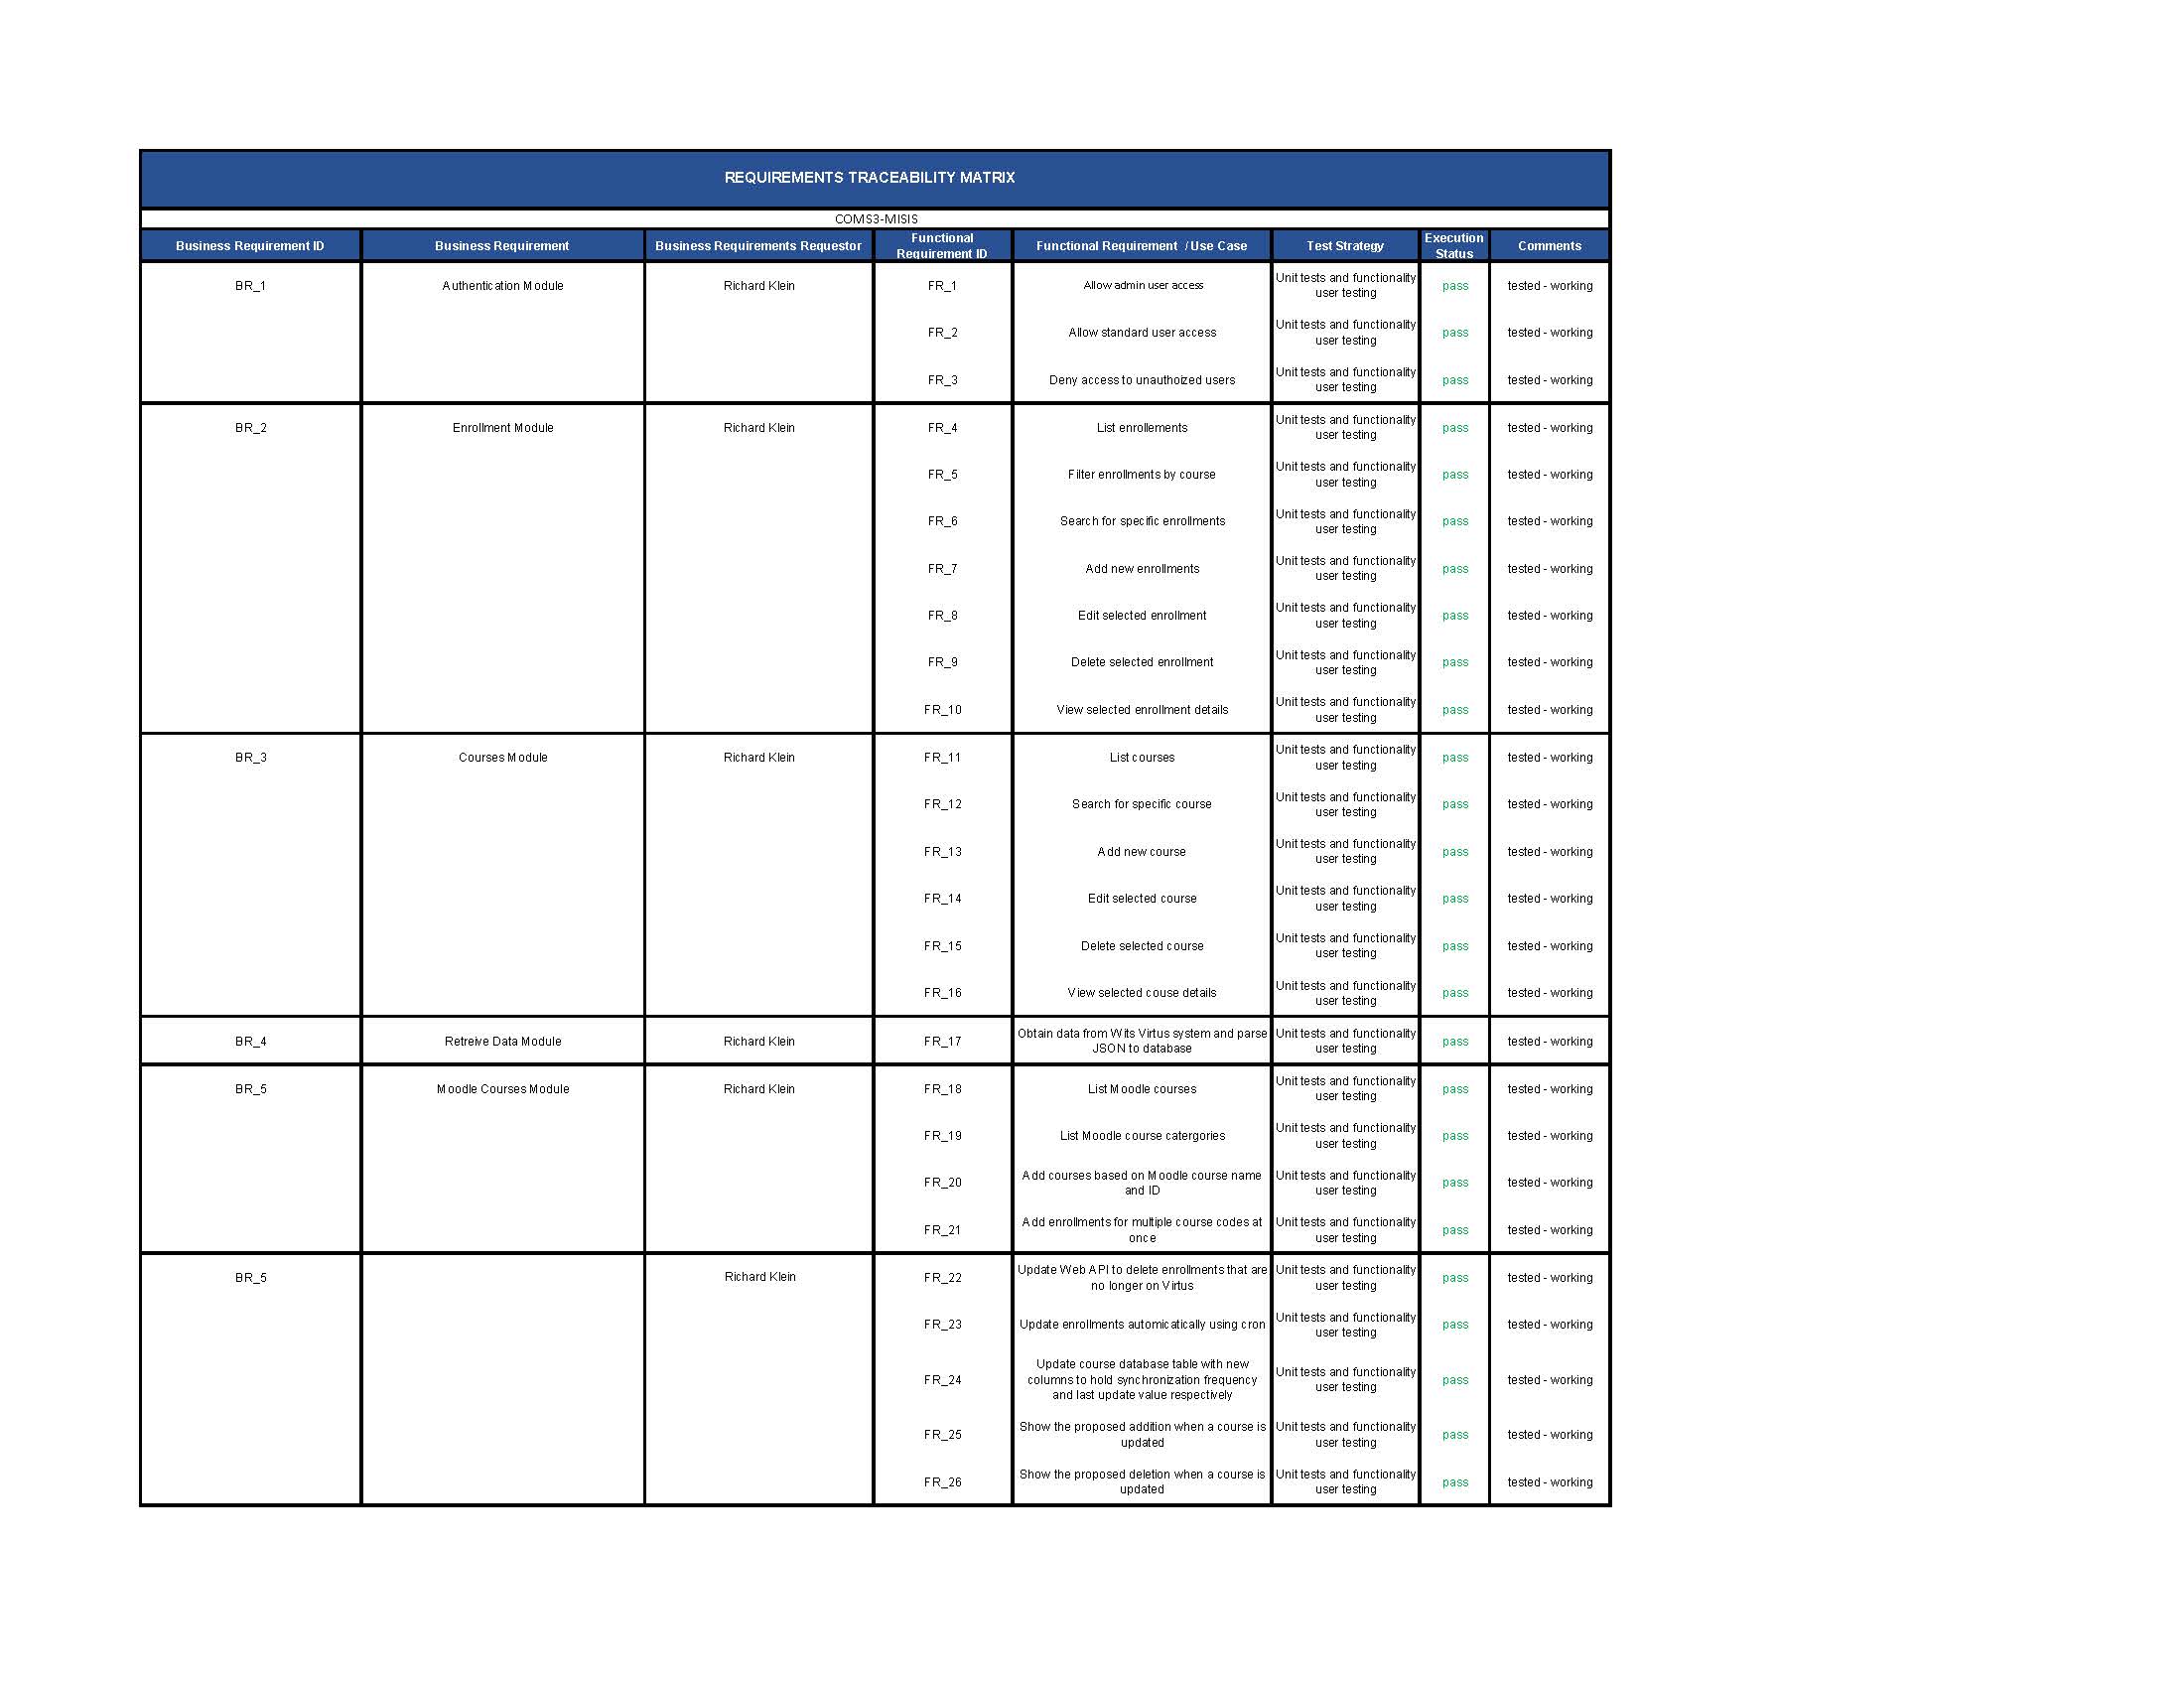 REQUIREMENTS TRACEABILITY MATRIX
COMS3-MISIS
Business Requirement ID Business Requirement Business Requirements Requestor Functional Requirement ID Functional Requirement / Use Case Test Strategy Execution Status Comments
BR_1 Authentication Module Richard Klein FR_1 Allow admin user access Unit tests and functionality user testing pass tested - working
FR_2 Allow standard user access Unit tests and functionality user testing pass tested - working
FR_3 Deny access to unauthoized users Unit tests and functionality user testing pass tested - working
BR_2 Enrollment Module Richard Klein FR_4 List enrollements Unit tests and functionality user testing pass tested - working
FR_5 Filter enrollments by course Unit tests and functionality user testing pass tested - working
FR_6 Search for specific enrollments Unit tests and functionality user testing pass tested - working
FR_7 Add new enrollments Unit tests and functionality user testing pass tested - working
FR_8 Edit selected enrollment Unit tests and functionality user testing pass tested - working
FR_9 Delete selected enrollment Unit tests and functionality user testing pass tested - working
FR_10 View selected enrollment details Unit tests and functionality user testing pass tested - working
BR_3 Courses Module Richard Klein FR_11 List courses Unit tests and functionality user testing pass tested - working
FR_12 Search for specific course Unit tests and functionality user testing pass tested - working
FR_13 Add new course Unit tests and functionality user testing pass tested - working
FR_14 Edit selected course Unit tests and functionality user testing pass tested - working
FR_15 Delete selected course Unit tests and functionality user testing pass tested - working
FR_16 View selected couse details Unit tests and functionality user testing pass tested - working
BR_4 Retreive Data Module Richard Klein FR_17 Obtain data from Wits Virtus system and parse JSON to database Unit tests and functionality user testing pass tested - working
BR_5 Moodle Courses Module Richard Klein FR_18 List Moodle courses Unit tests and functionality user testing pass tested - working
FR_19 List Moodle course catergories Unit tests and functionality user testing pass tested - working
FR_20 Add courses based on Moodle course name and ID Unit tests and functionality user testing pass tested - working
FR_21 Add enrollments for multiple course codes at once Unit tests and functionality user testing pass tested - working
BR_5 Richard Klein FR_22 Update Web API to delete enrollments that are no longer on Virtus Unit tests and functionality user testing pass tested - working
FR_23 Update enrollments automicatically using cron Unit tests and functionality user testing pass tested - working
FR_24 Update course database table with new columns to hold synchronization frequency and last update value respectively Unit tests and functionality user testing pass tested - working
FR_25 Show the proposed addition when a course is updated Unit tests and functionality user testing pass tested - working
FR_26 Show the proposed deletion when a course is updated Unit tests and functionality user testing pass tested - working